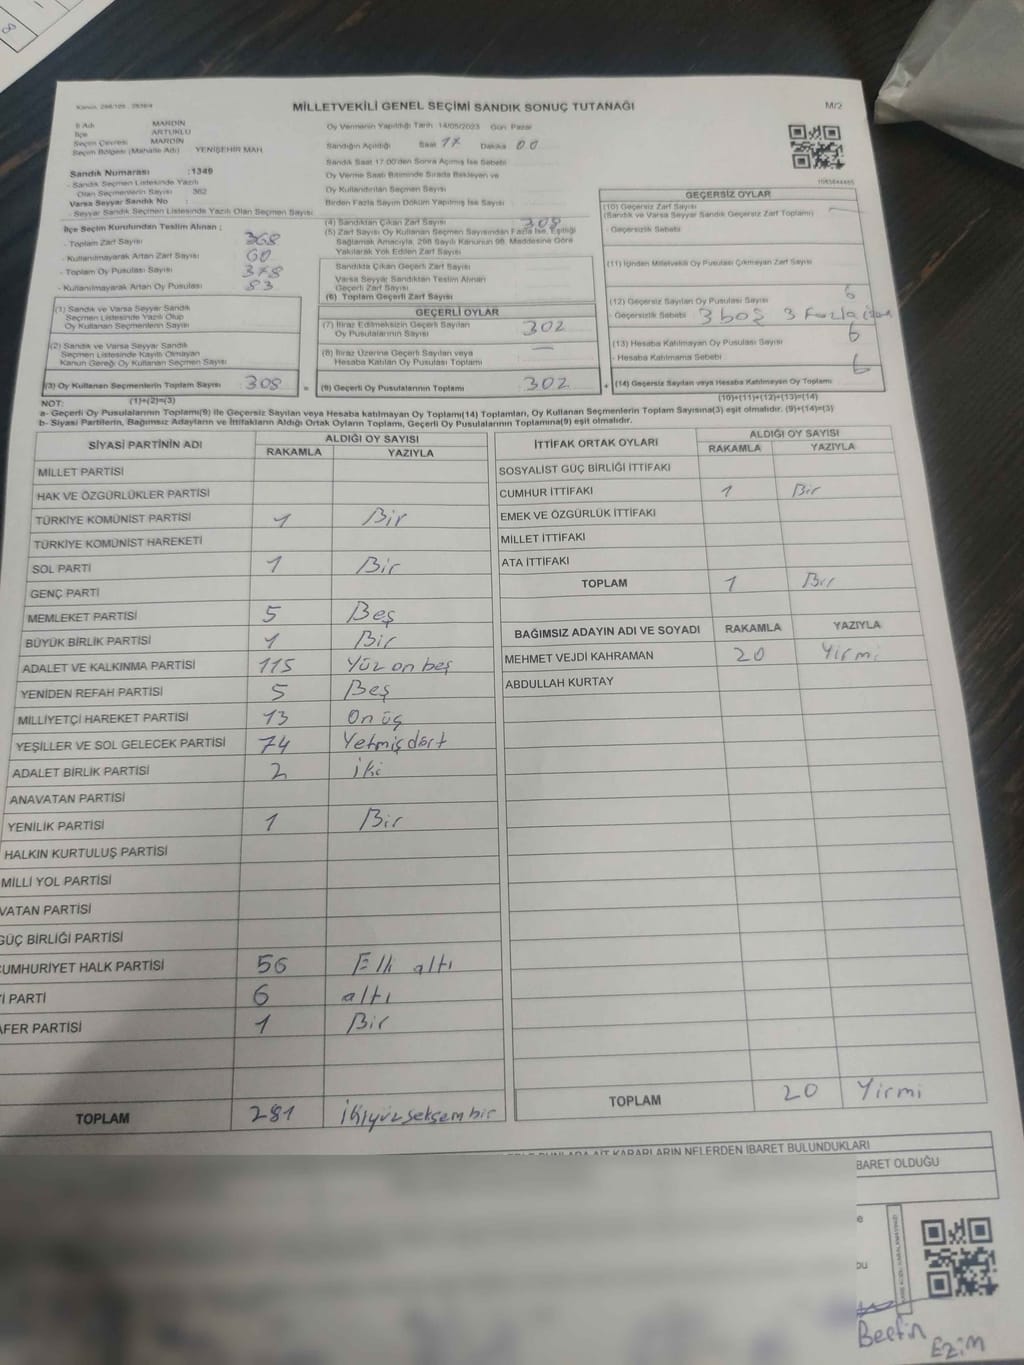 Kanun, 298/105 - 2839/4
MİLLETVEKİLİ GENEL SEÇİMİ SANDIK SONUÇ TUTANAĞI
M/2
İl Adı MARDİN
İlçe ARTUKLU
Seçim Çevresi MARDİN
Seçim Bölgesi (Mahalle Adı) YENİŞEHİR MAH.
Sandık Numarası :1349
- Sandık Seçmen Listesinde Yazılı
Olan Seçmenlerin Sayısı : 362
Varsa Seyyar Sandık No :
- Seyyar Sandık Seçmen Listesinde Yazılı Olan Seçmen Sayısı :
İlçe Seçim Kurulundan Teslim Alınan ;
- Toplam Zarf Sayısı 368
- Kullanılmayarak Artan Zarf Sayısı 60
- Toplam Oy Pusulası Sayısı 378
- Kullanılmayarak Artan Oy Pusulası 83
(1) Sandık ve Varsa Seyyar Sandık
Seçmen Listesinde Yazılı Olup
Oy Kullanan Seçmenlerin Sayısı
(2) Sandık ve Varsa Seyyar Sandık
Seçmen Listesinde Kayıtlı Olmayan
Kanun Gereği Oy Kullanan Seçmen Sayısı
(3) Oy Kullanan Seçmenlerin Toplam Sayısı 308 =
(1)+(2)=(3)
Oy Vermenin Yapıldığı Tarih 14/05/2023 Gün Pazar
Sandığın Açıldığı Saat 17 Dakika 00
Sandık Saat 17:00'den Sonra Açılmış İse Sebebi
Oy Verme Saati Bitiminde Sırada Bekleyen ve
Oy Kullandırılan Seçmen Sayısı
Birden Fazla Sayım Döküm Yapılmış İse Sayısı
(4) Sandıktan Çıkan Zarf Sayısı 308
(5) Zarf Sayısı Oy Kullanan Seçmen Sayısından Fazla İse, Eşitliği
Sağlamak Amacıyla, 298 Sayılı Kanunun 98. Maddesine Göre
Yakılarak Yok Edilen Zarf Sayısı
Sandıkta Çıkan Geçerli Zarf Sayısı
Varsa Seyyar Sandıktan Teslim Alınan
Geçerli Zarf Sayısı
(6) Toplam Geçerli Zarf Sayısı
GEÇERLİ OYLAR
(7) İtiraz Edilmeksizin Geçerli Sayılan
Oy Pusulalarının Sayısı 302
(8) İtiraz Üzerine Geçerli Sayılan veya
Hesaba Katılan Oy Pusulası Toplamı —
(9) Geçerli Oy Pusulalarının Toplamı 302 +
1083844465
GEÇERSİZ OYLAR
(10) Geçersiz Zarf Sayısı
(Sandık ve Varsa Seyyar Sandık Geçersiz Zarf Toplamı)
- Geçersizlik Sebebi
(11) İçinden Milletvekili Oy Pusulası Çıkmayan Zarf Sayısı
(12) Geçersiz Sayılan Oy Pusulası Sayısı 6
- Geçersizlik Sebebi 3 boş 3 fazla
(13) Hesaba Katılmayan Oy Pusulası Sayısı 6
- Hesaba Katılmama Sebebi
(14) Geçersiz Sayılan veya Hesaba Katılmayan Oy Toplamı 6
(10)+(11)+(12)+(13)=(14)
NOT:
a- Geçerli Oy Pusulalarının Toplamı(9) ile Geçersiz Sayılan veya Hesaba katılmayan Oy Toplamı(14) Toplamları, Oy Kullanan Seçmenlerin Toplam Sayısına(3) eşit olmalıdır. (9)+(14)=(3)
b- Siyasi Partilerin, Bağımsız Adayların ve İttifakların Aldığı Ortak Oyların Toplamı, Geçerli Oy Pusulalarının Toplamına(9) eşit olmalıdır.
SİYASİ PARTİNİN ADI ALDIĞI OY SAYISI
RAKAMLA YAZIYLA
MİLLET PARTİSİ
HAK VE ÖZGÜRLÜKLER PARTİSİ
TÜRKİYE KOMÜNİST PARTİSİ 1 Bir
TÜRKİYE KOMÜNİST HAREKETİ
SOL PARTİ 1 Bir
GENÇ PARTİ
MEMLEKET PARTİSİ 5 Beş
BÜYÜK BİRLİK PARTİSİ 1 Bir
ADALET VE KALKINMA PARTİSİ 115 Yüz on beş
YENİDEN REFAH PARTİSİ 5 Beş
MİLLİYETÇİ HAREKET PARTİSİ 13 On üç
YEŞİLLER VE SOL GELECEK PARTİSİ 74 Yetmiş dört
ADALET BİRLİK PARTİSİ 2 iki
ANAVATAN PARTİSİ
YENİLİK PARTİSİ 1 Bir
HALKIN KURTULUŞ PARTİSİ
MİLLİ YOL PARTİSİ
VATAN PARTİSİ
GÜÇ BİRLİĞİ PARTİSİ
CUMHURİYET HALK PARTİSİ 56 Elli altı
İ PARTİ 6 altı
AFER PARTİSİ 1 Bir
TOPLAM 281 İkiyüzseksen bir
İTTİFAK ORTAK OYLARI ALDIĞI OY SAYISI
RAKAMLA YAZIYLA
SOSYALİST GÜÇ BİRLİĞİ İTTİFAKI
CUMHUR İTTİFAKI 1 Bir
EMEK VE ÖZGÜRLÜK İTTİFAKI
MİLLET İTTİFAKI
ATA İTTİFAKI
TOPLAM 1 Bir
BAĞIMSIZ ADAYIN ADI VE SOYADI RAKAMLA YAZIYLA
MEHMET VEJDİ KAHRAMAN 20 Yirmi
ABDULLAH KURTAY
TOPLAM 20 Yirmi
KARARLARIN NELERDEN İBARET BULUNDUKLARI
BARET OLDUĞU